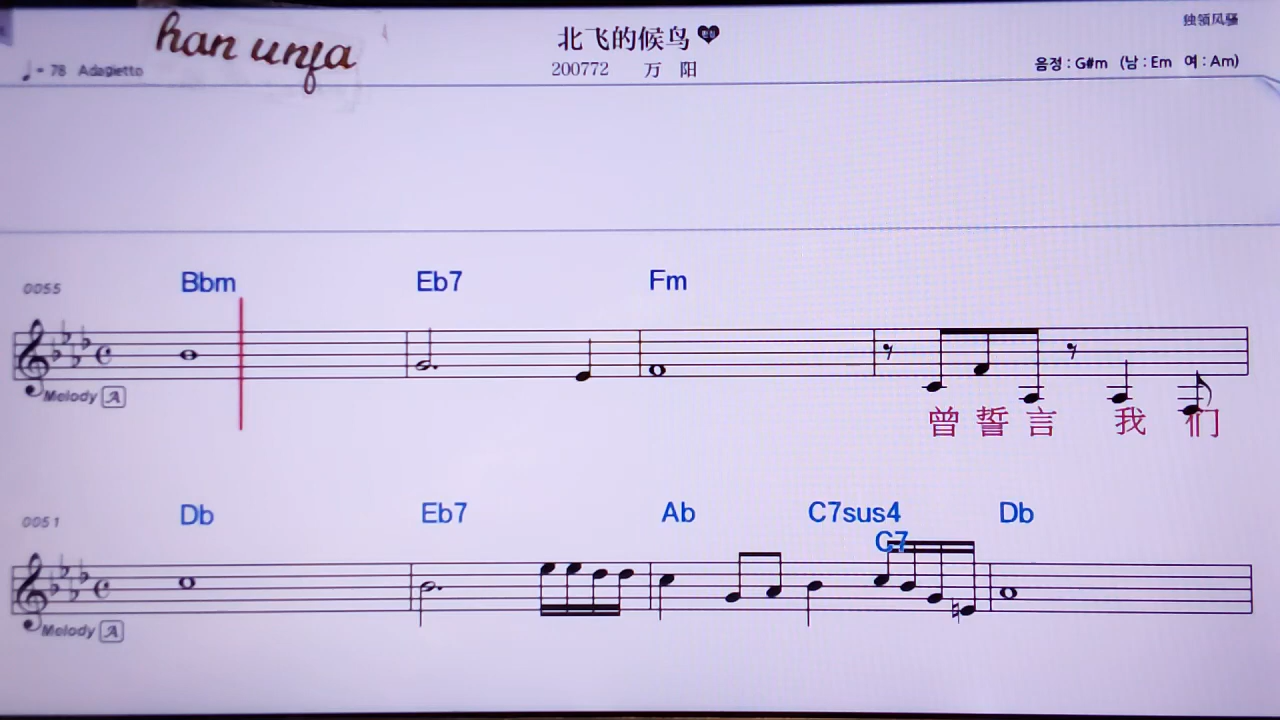 han unfa
北飞的候鸟
独领风骚
♩= 78 Adagietto
200772 万 阳
음정 : G#m (남 : Em 여 : Am)
0055 Bbm Eb7 Fm
Melody A
曾 誓 言 我 们
0051 Db Eb7 Ab C7sus4 Db
C7
Melody A